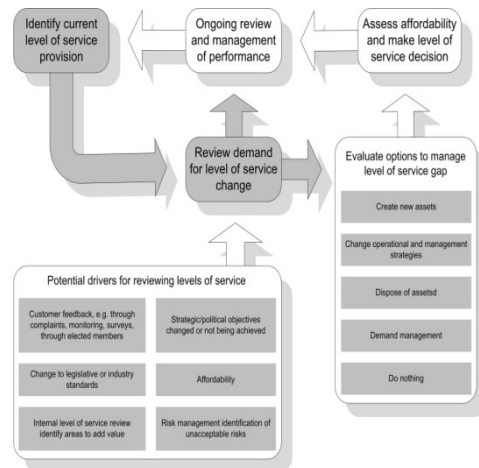 Identify current
level of service
provision
Ongoing review
and management
of performance
Assess affordability
and make level of
service decision
Review demand
for level of service
change
Evaluate options to manage
level of service gap
Create new assets
Change operational and management
strategies
Dispose of assetsd
Demand management
Do nothing
Potential drivers for reviewing levels of service
Customer feedback, e.g. through
complaints, monitoring, surveys,
through elected members
Strategic/political objectives
changed or not being achieved
Change to legislative or industry
standards
Affordability
Internal level of service review
identify areas to add value
Risk management identification of
unacceptable risks